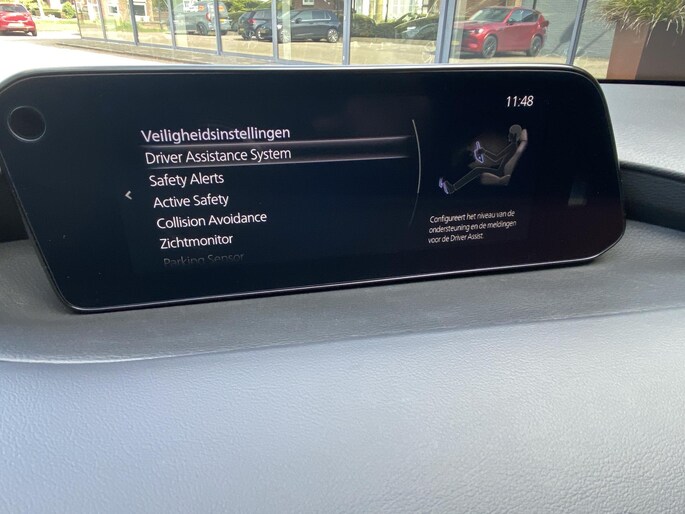 11:48
Veiligheidsinstellingen
Driver Assistance System
Safety Alerts
Active Safety
Collision Avoidance
Zichtmonitor
Parking Sensor
Configureert het niveau van de
ondersteuning en de meldingen
voor de Driver Assist.